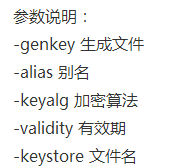 参数说明：
-genkey 生成文件
-alias 别名
-keyalg 加密算法
-validity 有效期
-keystore 文件名